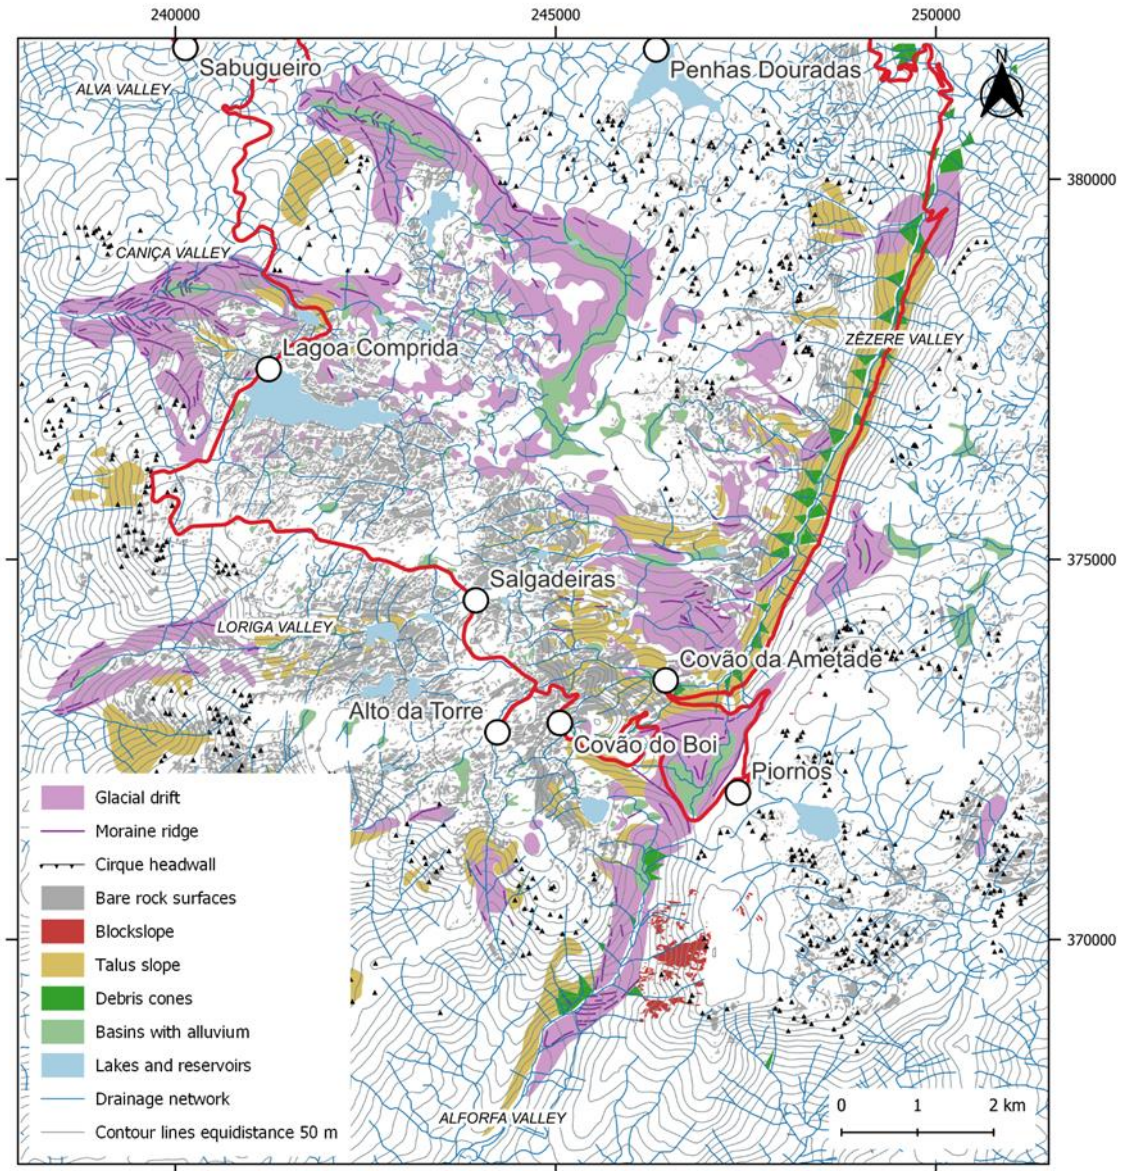 240000
245000
250000
N
Sabugueiro
Penhas Douradas
ALVA VALLEY
380000
CANIÇA VALLEY
ZÊZERE VALLEY
Lagoa Comprida
375000
Salgadeiras
LORIGA VALLEY
Covão da Ametade
Alto da Torre
Covão do Boi
Piornos
Glacial drift
Moraine ridge
Cirque headwall
Bare rock surfaces
Blockslope
370000
Talus slope
Debris cones
Basins with alluvium
Lakes and reservoirs
Drainage network
Contour lines equidistance 50 m
ALFORFA VALLEY
0 1 2 km